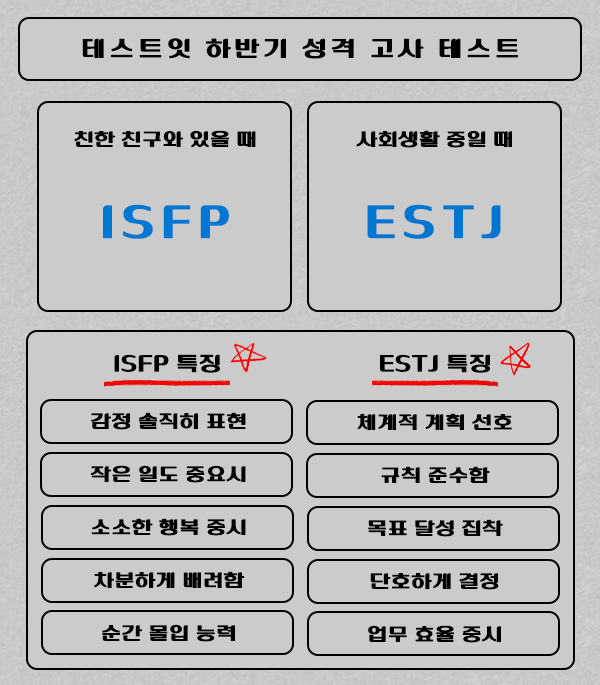 테스트잇 하반기 성격 고사 테스트
친한 친구와 있을 때
ISFP
사회생활 중일 때
ESTJ
ISFP 특징
ESTJ 특징
감정 솔직히 표현
체계적 계획 선호
작은 일도 중요시
규칙 준수함
소소한 행복 중시
목표 달성 집착
차분하게 배려함
단호하게 결정
순간 몰입 능력
업무 효율 중시